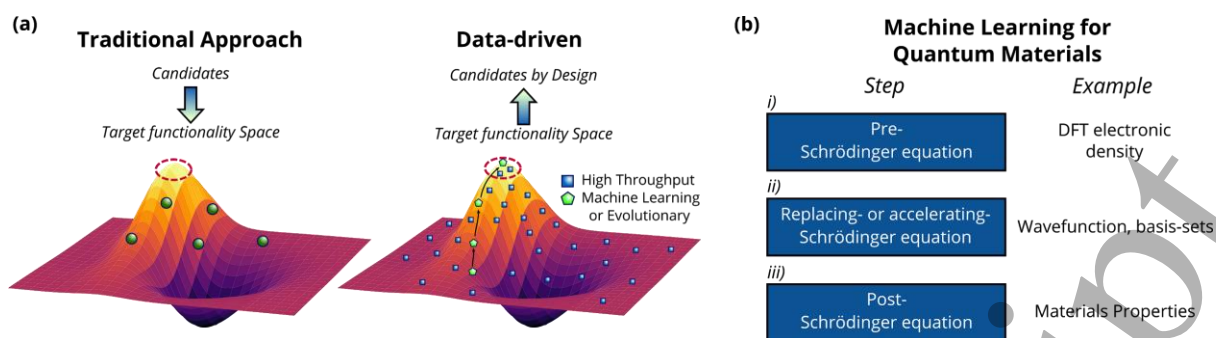 (a)
Traditional Approach
Candidates
Target functionality Space
Data-driven
Candidates by Design
Target functionality Space
High Throughput
Machine Learning
or Evolutionary
(b)
Machine Learning for
Quantum Materials
Step
Example
i)
Pre-
Schrödinger equation
DFT electronic
density
ii)
Replacing- or accelerating-
Schrödinger equation
Wavefunction, basis-sets
iii)
Post-
Schrödinger equation
Materials Properties